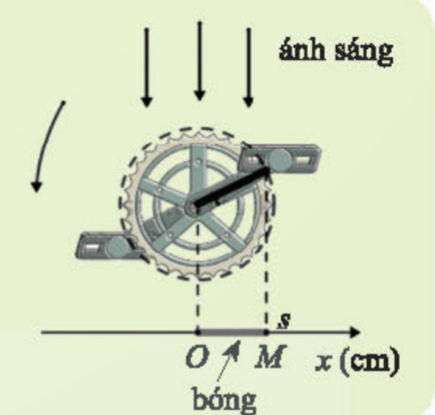 ánh sáng
s
O M x (cm)
bóng